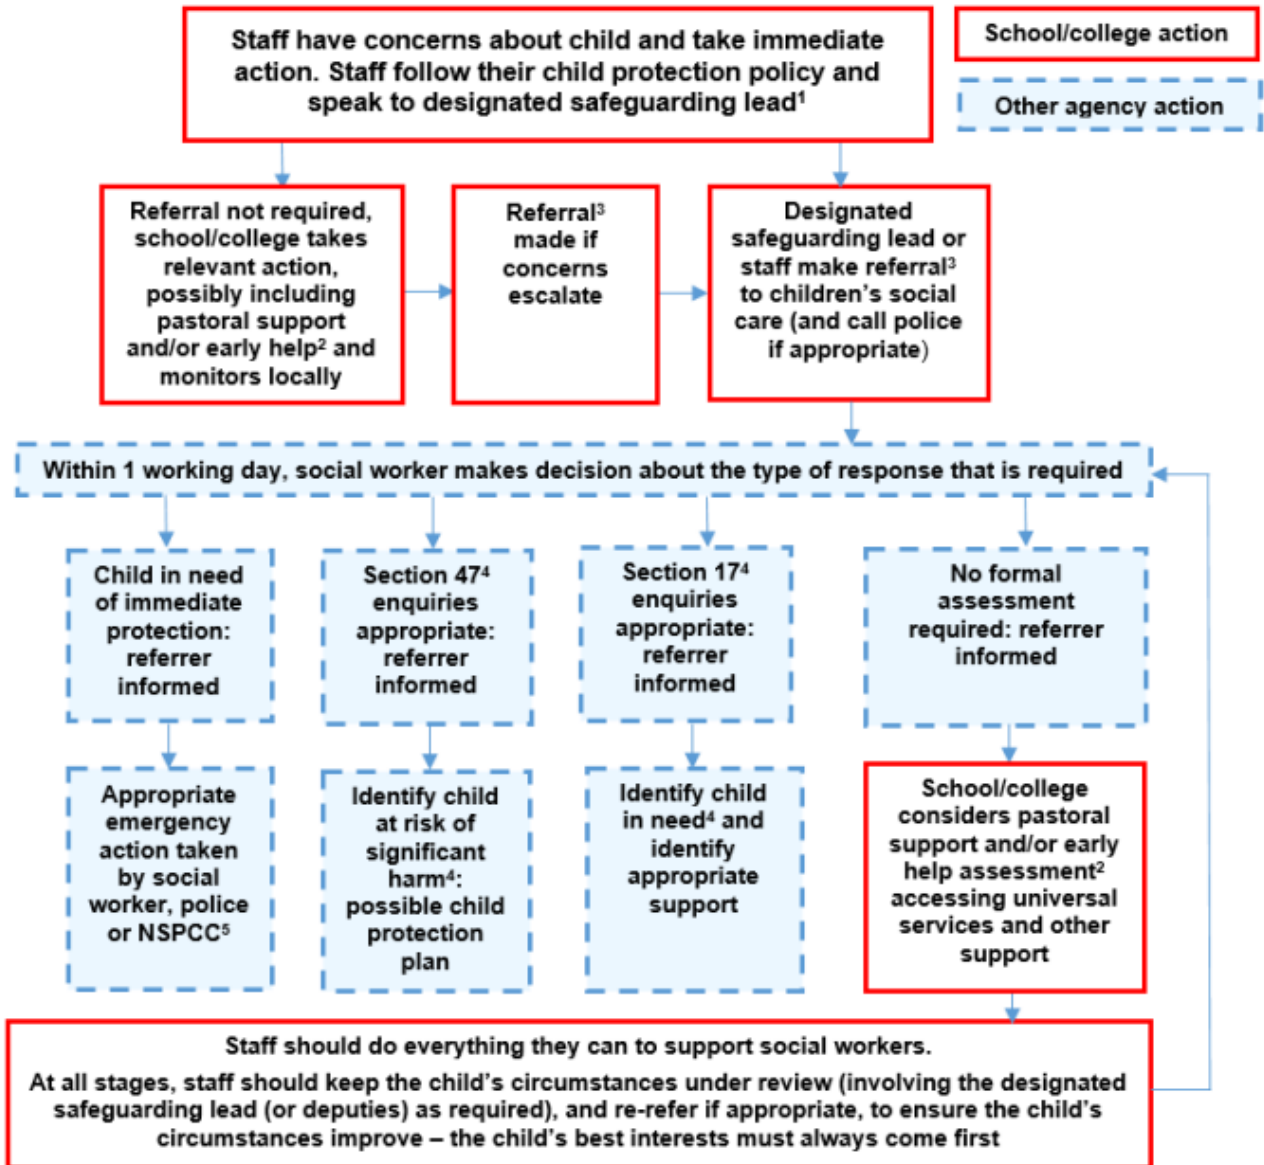 Staff have concerns about child and take immediate
action. Staff follow their child protection policy and
speak to designated safeguarding lead¹
School/college action
Other agency action
Referral not required,
school/college takes
relevant action,
possibly including
pastoral support
and/or early help² and
monitors locally
Referral³
made if
concerns
escalate
Designated
safeguarding lead or
staff make referral³
to children’s social
care (and call police
if appropriate)
Within 1 working day, social worker makes decision about the type of response that is required
Child in need
of immediate
protection:
referrer
informed
Section 47⁴
enquiries
appropriate:
referrer
informed
Section 17⁴
enquiries
appropriate:
referrer
informed
No formal
assessment
required: referrer
informed
Appropriate
emergency
action taken
by social
worker, police
or NSPCC⁵
Identify child
at risk of
significant
harm⁴:
possible child
protection
plan
Identify child
in need⁴ and
identify
appropriate
support
School/college
considers pastoral
support and/or early
help assessment²
accessing universal
services and other
support
Staff should do everything they can to support social workers.
At all stages, staff should keep the child’s circumstances under review (involving the designated
safeguarding lead (or deputies) as required), and re-refer if appropriate, to ensure the child’s
circumstances improve – the child’s best interests must always come first